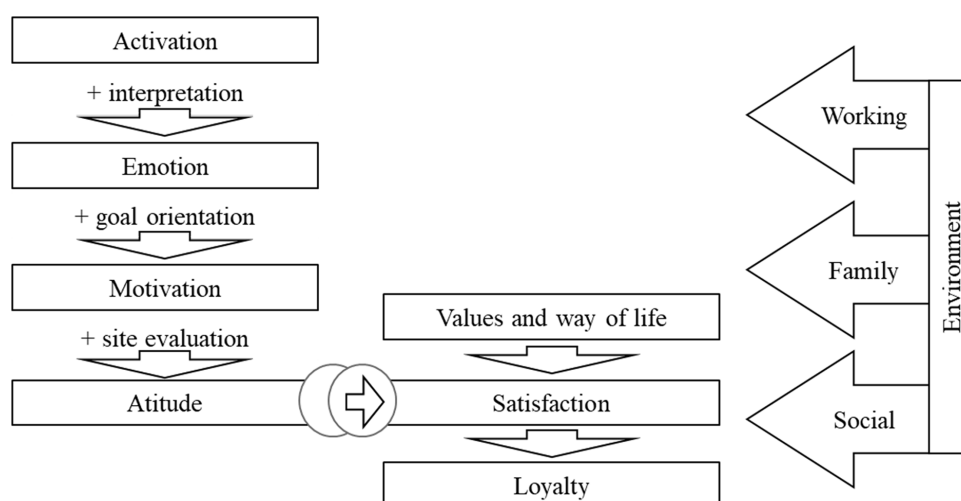 Activation
+ interpretation
Emotion
+ goal orientation
Motivation
+ site evaluation
Atitude
Values and way of life
Satisfaction
Loyalty
Working
Family
Social
Environment